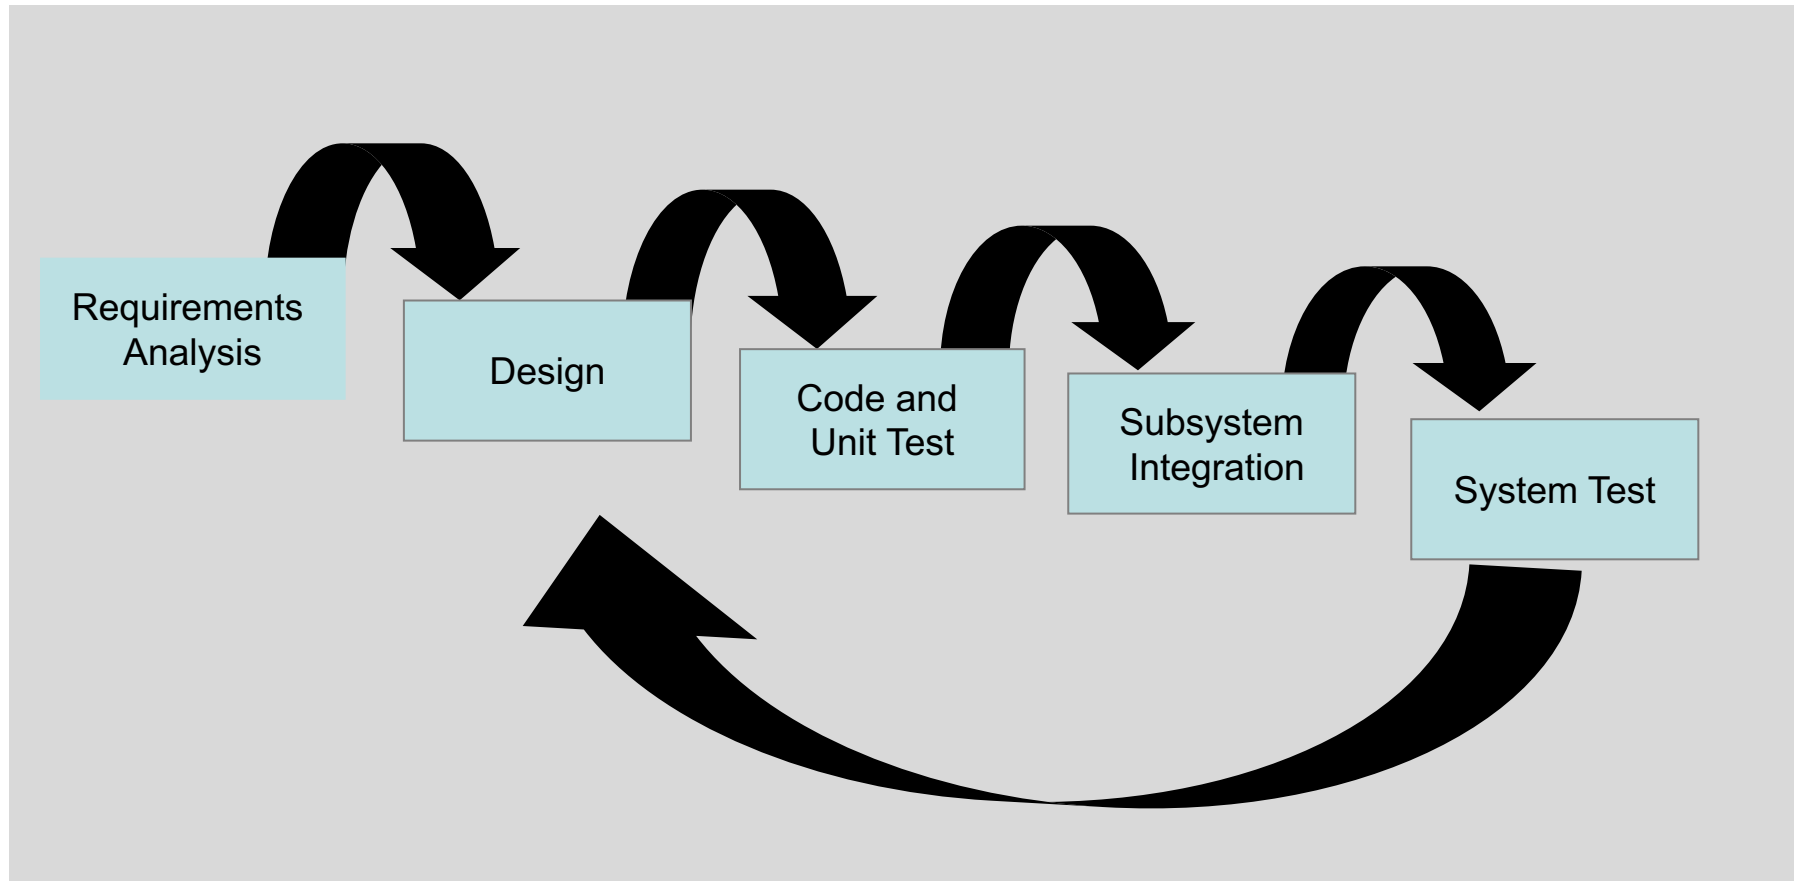 Requirements
Analysis
Design
Code and
Unit Test
Subsystem
Integration
System Test